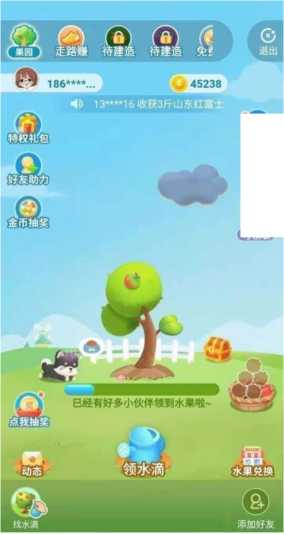 果园
走路赚
待建造
待建造
免
退出
186****...
45238
13****16 收获3斤山东红富士
特权礼包
好友助力
金币抽奖
已经有好多小伙伴领到水果啦~
点我抽奖
动态
领水滴
水果兑换
找水滴
添加好友